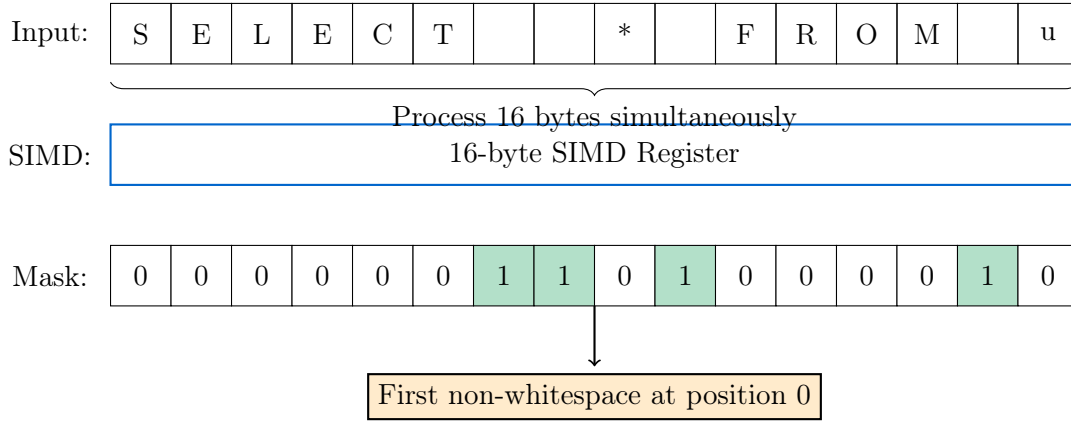 Input: S E L E C T * F R O M u
Process 16 bytes simultaneously
SIMD: 16-byte SIMD Register
Mask: 0 0 0 0 0 0 1 1 0 1 0 0 0 0 1 0
First non-whitespace at position 0